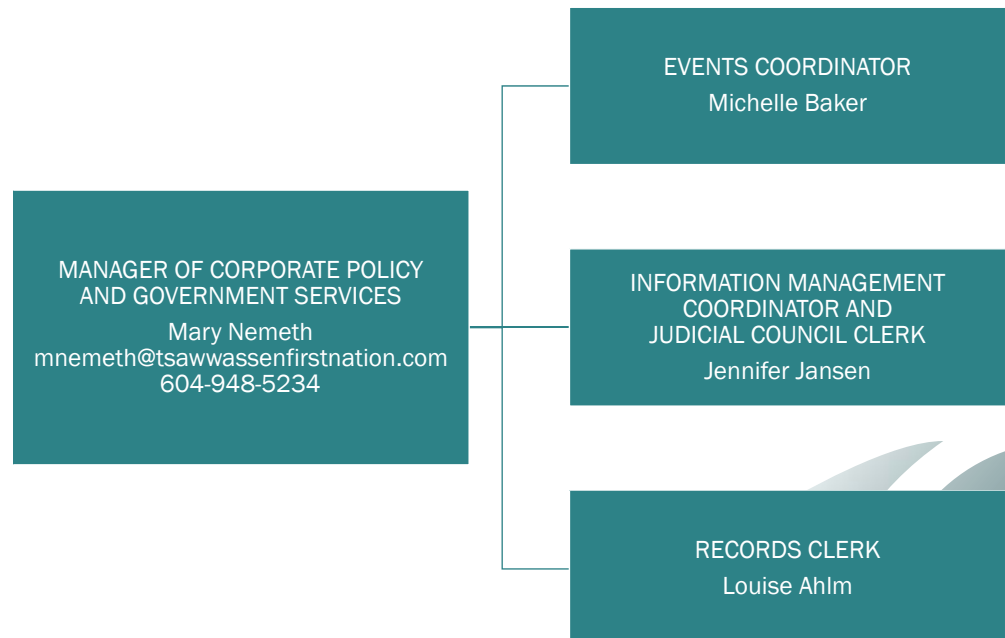 EVENTS COORDINATOR
Michelle Baker
MANAGER OF CORPORATE POLICY
AND GOVERNMENT SERVICES
Mary Nemeth
mnemeth@tsawwassenfirstnation.com
604-948-5234
INFORMATION MANAGEMENT
COORDINATOR AND
JUDICIAL COUNCIL CLERK
Jennifer Jansen
RECORDS CLERK
Louise Ahlm